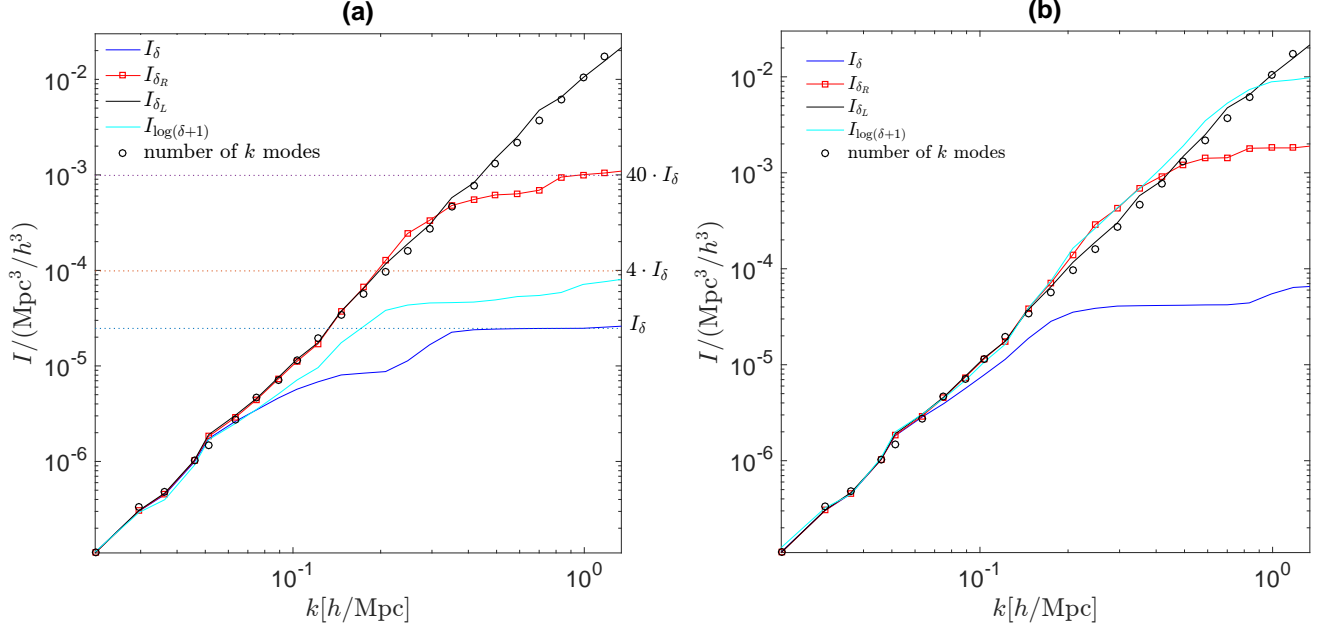 (a)
I_δ
I_{δ_R}
I_{δ_L}
I_{log(δ+1)}
number of k modes
10^{-2}
10^{-3}
10^{-4}
10^{-5}
10^{-6}
I/(Mpc^3/h^3)
40 · I_δ
4 · I_δ
I_δ
10^{-1}
10^0
k[h/Mpc]
(b)
I_δ
I_{δ_R}
I_{δ_L}
I_{log(δ+1)}
number of k modes
10^{-2}
10^{-3}
10^{-4}
10^{-5}
10^{-6}
I/(Mpc^3/h^3)
10^{-1}
10^0
k[h/Mpc]